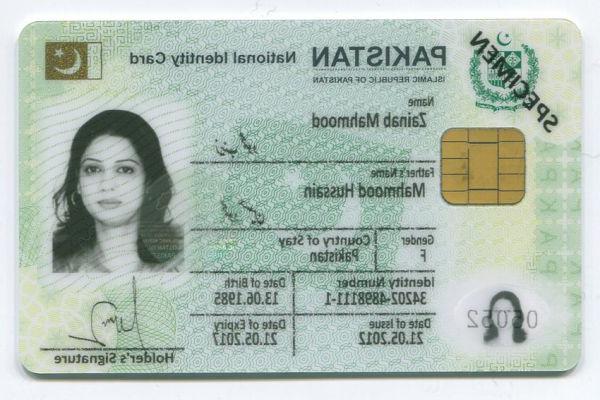 PAKISTAN National Identity Card
ISLAMIC REPUBLIC OF PAKISTAN
SPECIMEN
Name
Zainab Mahmood
Father's Name
Mahmood Hussain
Gender Country of Stay
F Pakistan
Identity Number Date of Birth
34202-4898111-1 13.06.1985
Date of Issue Date of Expiry
21.05.2012 21.05.2017
Holder's Signature